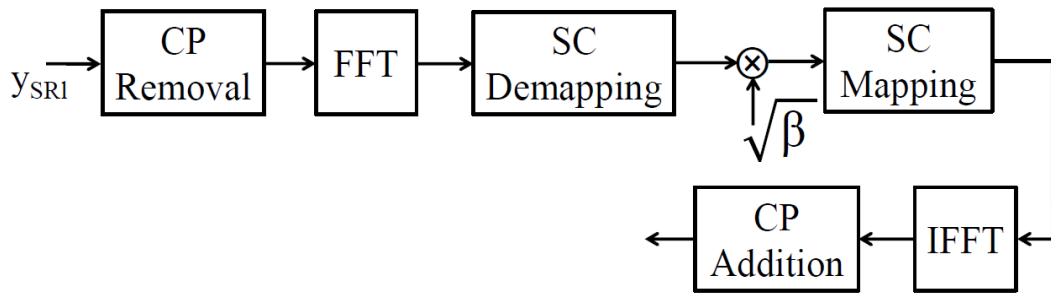 y_SR1
CP
Removal
FFT
SC
Demapping
×
√β
SC
Mapping
IFFT
CP
Addition